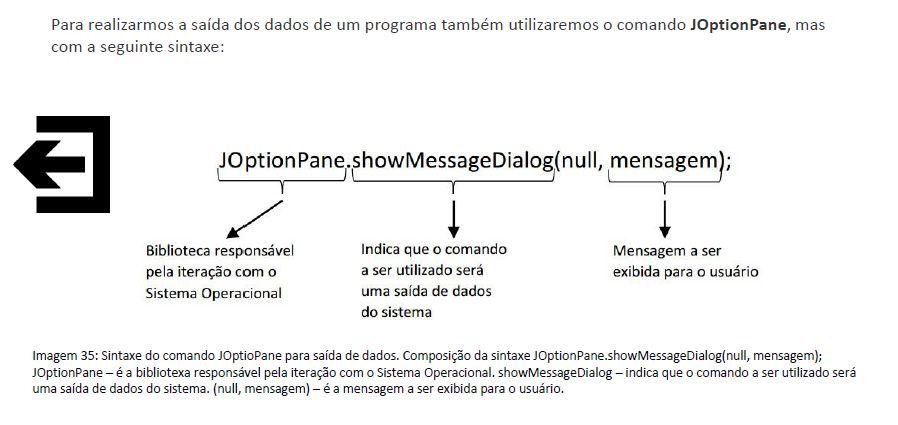 Para realizarmos a saída dos dados de um programa também utilizaremos o comando JOptionPane, mas
com a seguinte sintaxe:
JOptionPane.showMessageDialog(null, mensagem);
Biblioteca responsável
pela iteração com o
Sistema Operacional
Indica que o comando
a ser utilizado será
uma saída de dados
do sistema
Mensagem a ser
exibida para o usuário
Imagem 35: Sintaxe do comando JOptioPane para saída de dados. Composição da sintaxe JOptionPane.showMessageDialog(null, mensagem);
JOptionPane – é a bibliotexa responsável pela iteração com o Sistema Operacional. showMessageDialog – indica que o comando a ser utilizado será
uma saída de dados do sistema. (null, mensagem) – é a mensagem a ser exibida para o usuário.